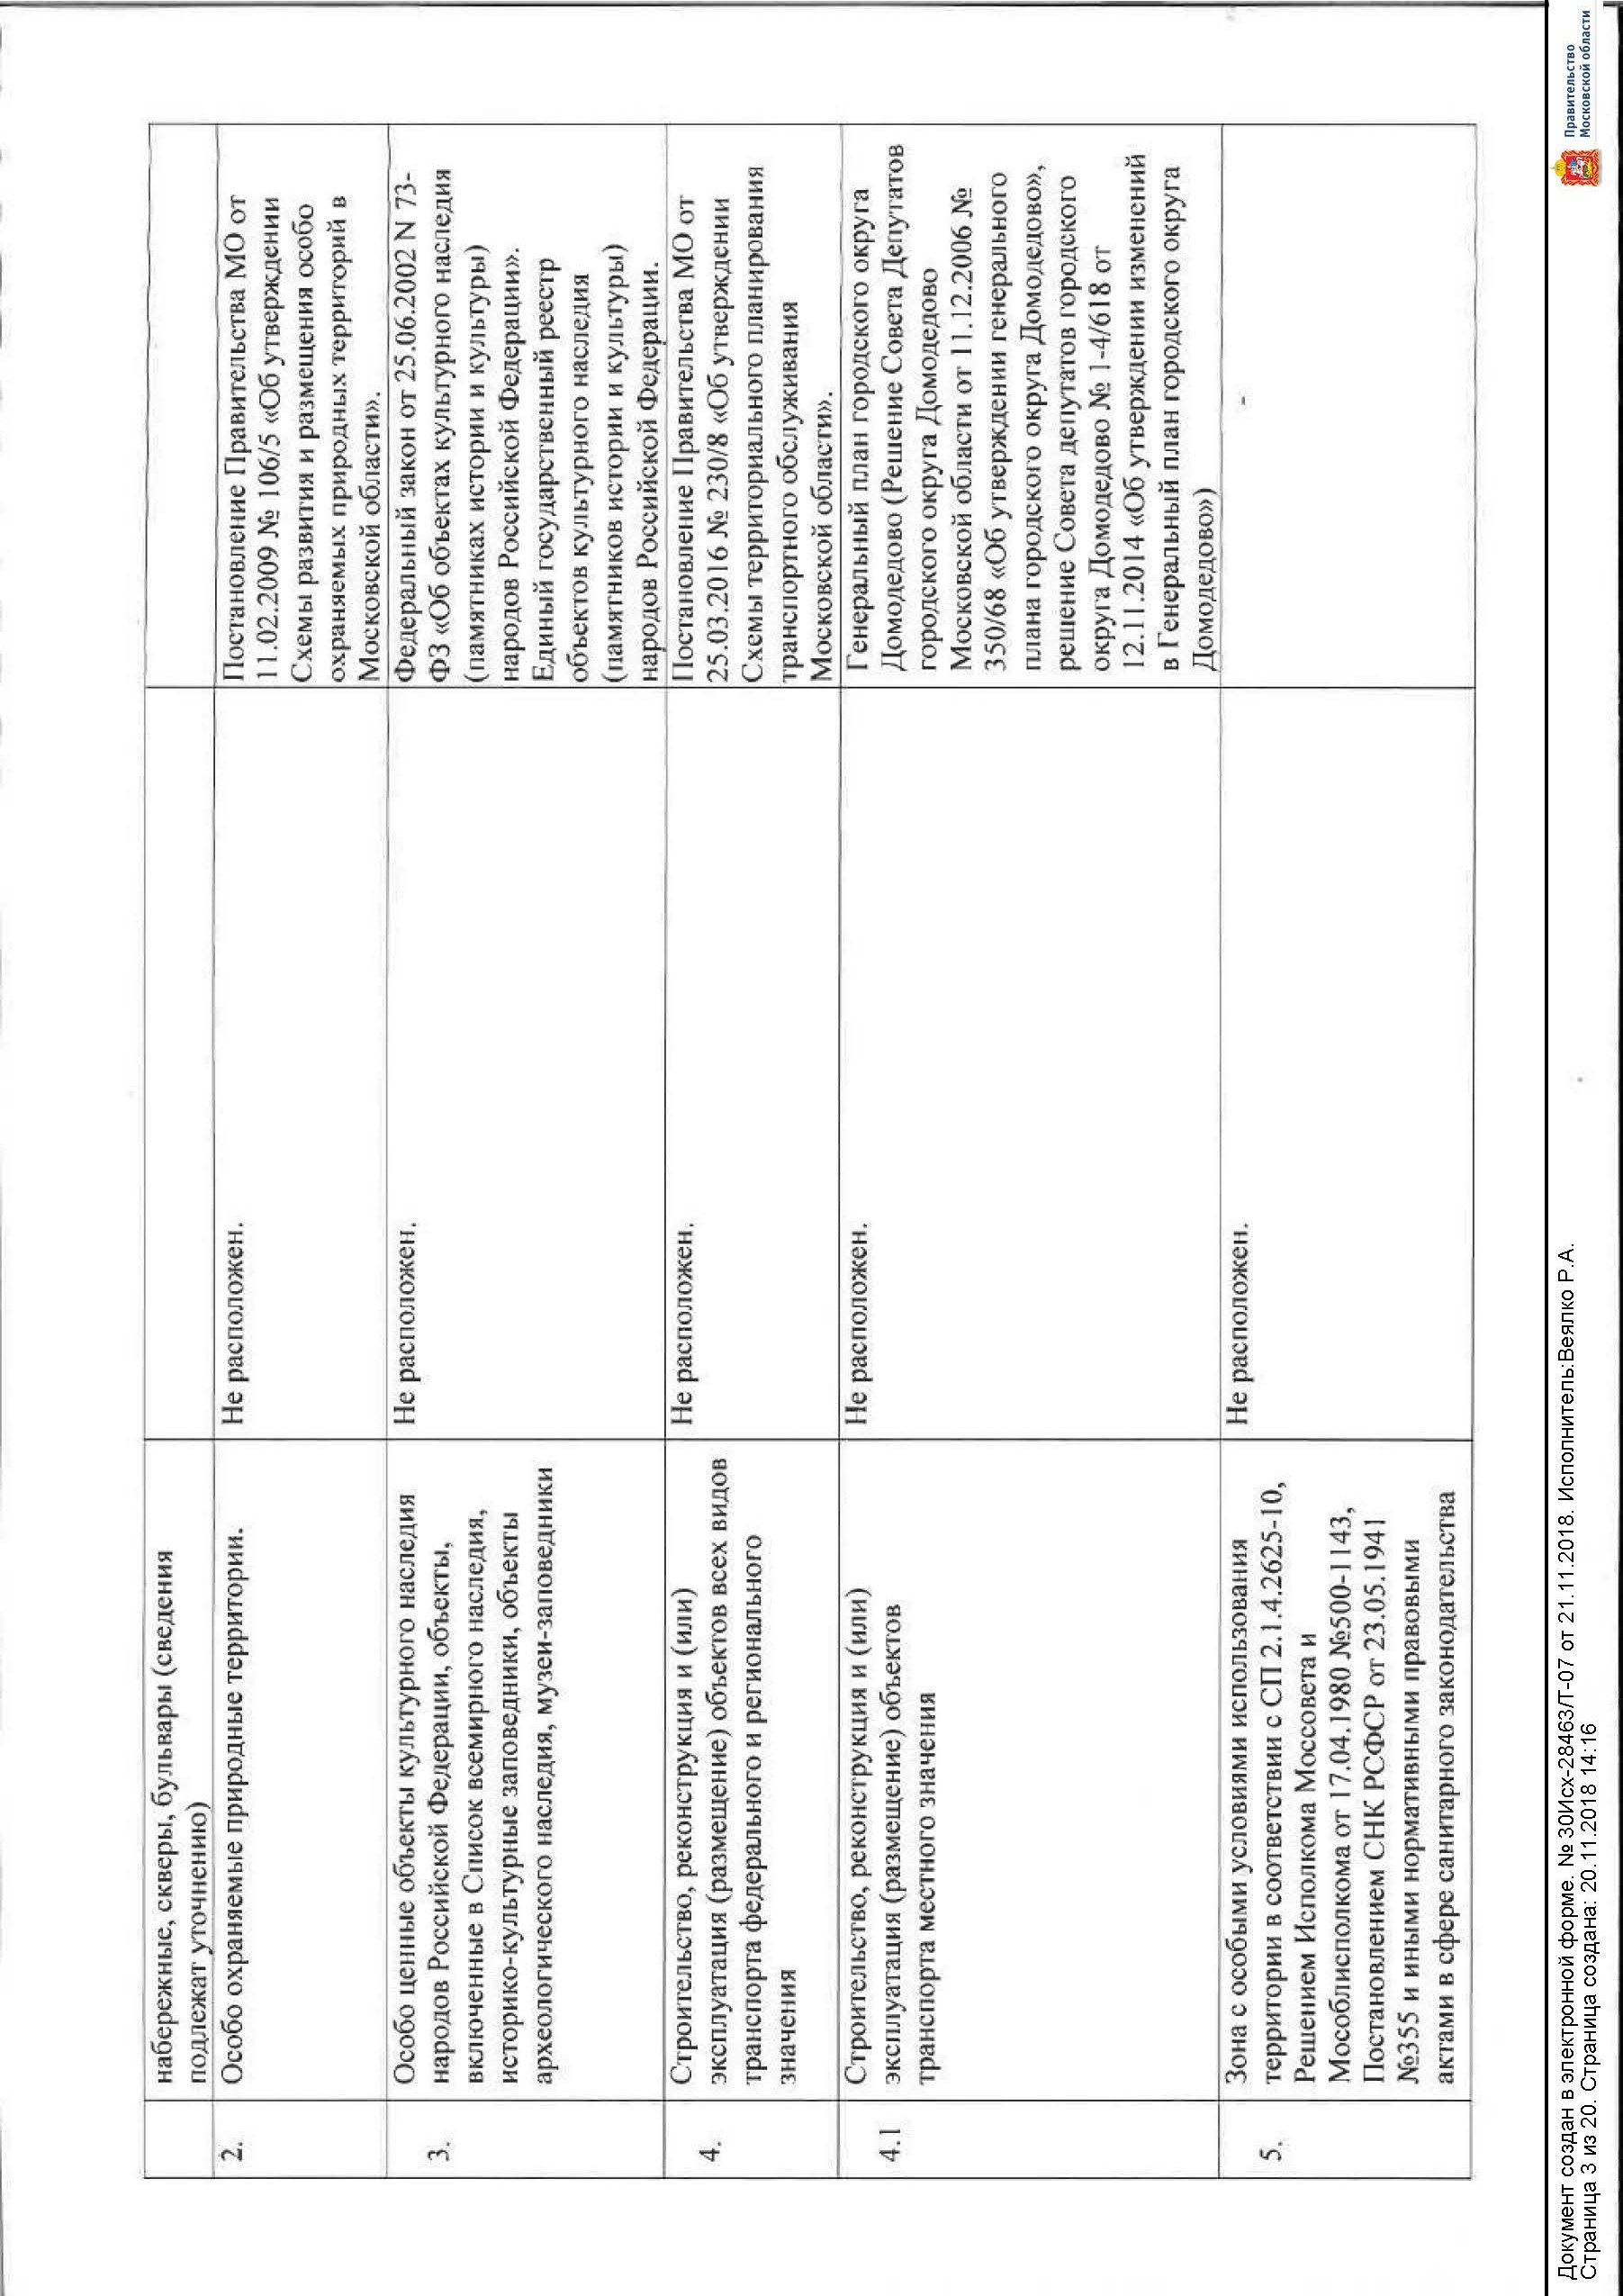 набережные, скверы, бульвары (сведения
подлежат уточнению)
2.
Особо охраняемые природные территории.
Не расположен.
Постановление Правительства МО от
11.02.2009 № 106/5 «Об утверждении
Схемы развития и размещения особо
охраняемых природных территорий в
Московской области».
3.
Особо ценные объекты культурного наследия
народов Российской Федерации, объекты,
включенные в Список всемирного наследия,
историко-культурные заповедники, объекты
археологического наследия, музеи-заповедники
Не расположен.
Федеральный закон от 25.06.2002 N 73-
ФЗ «Об объектах культурного наследия
(памятниках истории и культуры)
народов Российской Федерации».
Единый государственный реестр
объектов культурного наследия
(памятников истории и культуры)
народов Российской Федерации.
4.
Строительство, реконструкция и (или)
эксплуатация (размещение) объектов всех видов
транспорта федерального и регионального
значения
Не расположен.
Постановление Правительства МО от
25.03.2016 № 230/8 «Об утверждении
Схемы территориального планирования
транспортного обслуживания
Московской области».
4.1
Строительство, реконструкция и (или)
эксплуатация (размещение) объектов
транспорта местного значения
Не расположен.
Генеральный план городского округа
Домодедово (Решение Совета Депутатов
городского округа Домодедово
Московской области от 11.12.2006 №
350/68 «Об утверждении генерального
плана городского округа Домодедово»,
решение Совета депутатов городского
округа Домодедово № 1-4/618 от
12.11.2014 «Об утверждении изменений
в Генеральный план городского округа
Домодедово»)
5.
Зона с особыми условиями использования
территории в соответствии с СП 2.1.4.2625-10,
Решением Исполкома Моссовета и
Мособлисполкома от 17.04.1980 №500-1143,
Постановлением СНК РСФСР от 23.05.1941
№355 и иными нормативными правовыми
актами в сфере санитарного законодательства
Не расположен.
-
Документ создан в электронной форме. № 30Исх-28463/Т-07 от 21.11.2018. Исполнитель:Веялко Р.А.
Страница 3 из 20. Страница создана: 20.11.2018 14:16
Правительство
Московской области